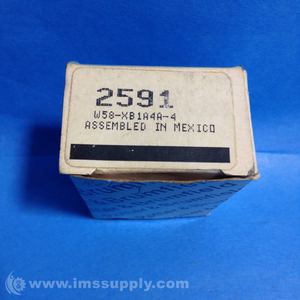 2591
W58-XB1A4A-4
ASSEMBLED IN MEXICO
© www.imssupply.com